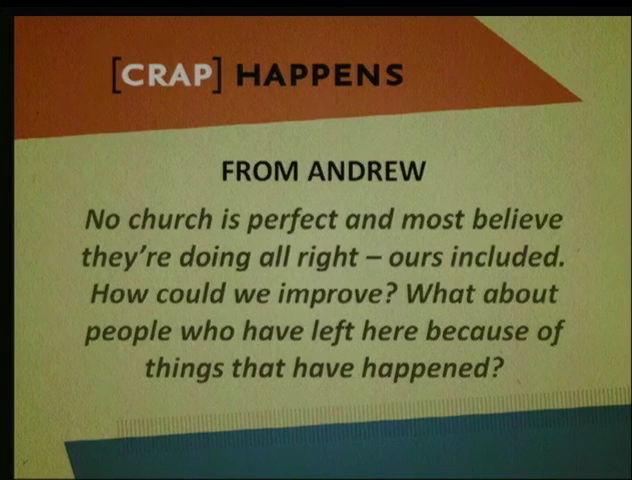 [CRAP] HAPPENS
FROM ANDREW
No church is perfect and most believe
they're doing all right – ours included.
How could we improve? What about
people who have left here because of
things that have happened?